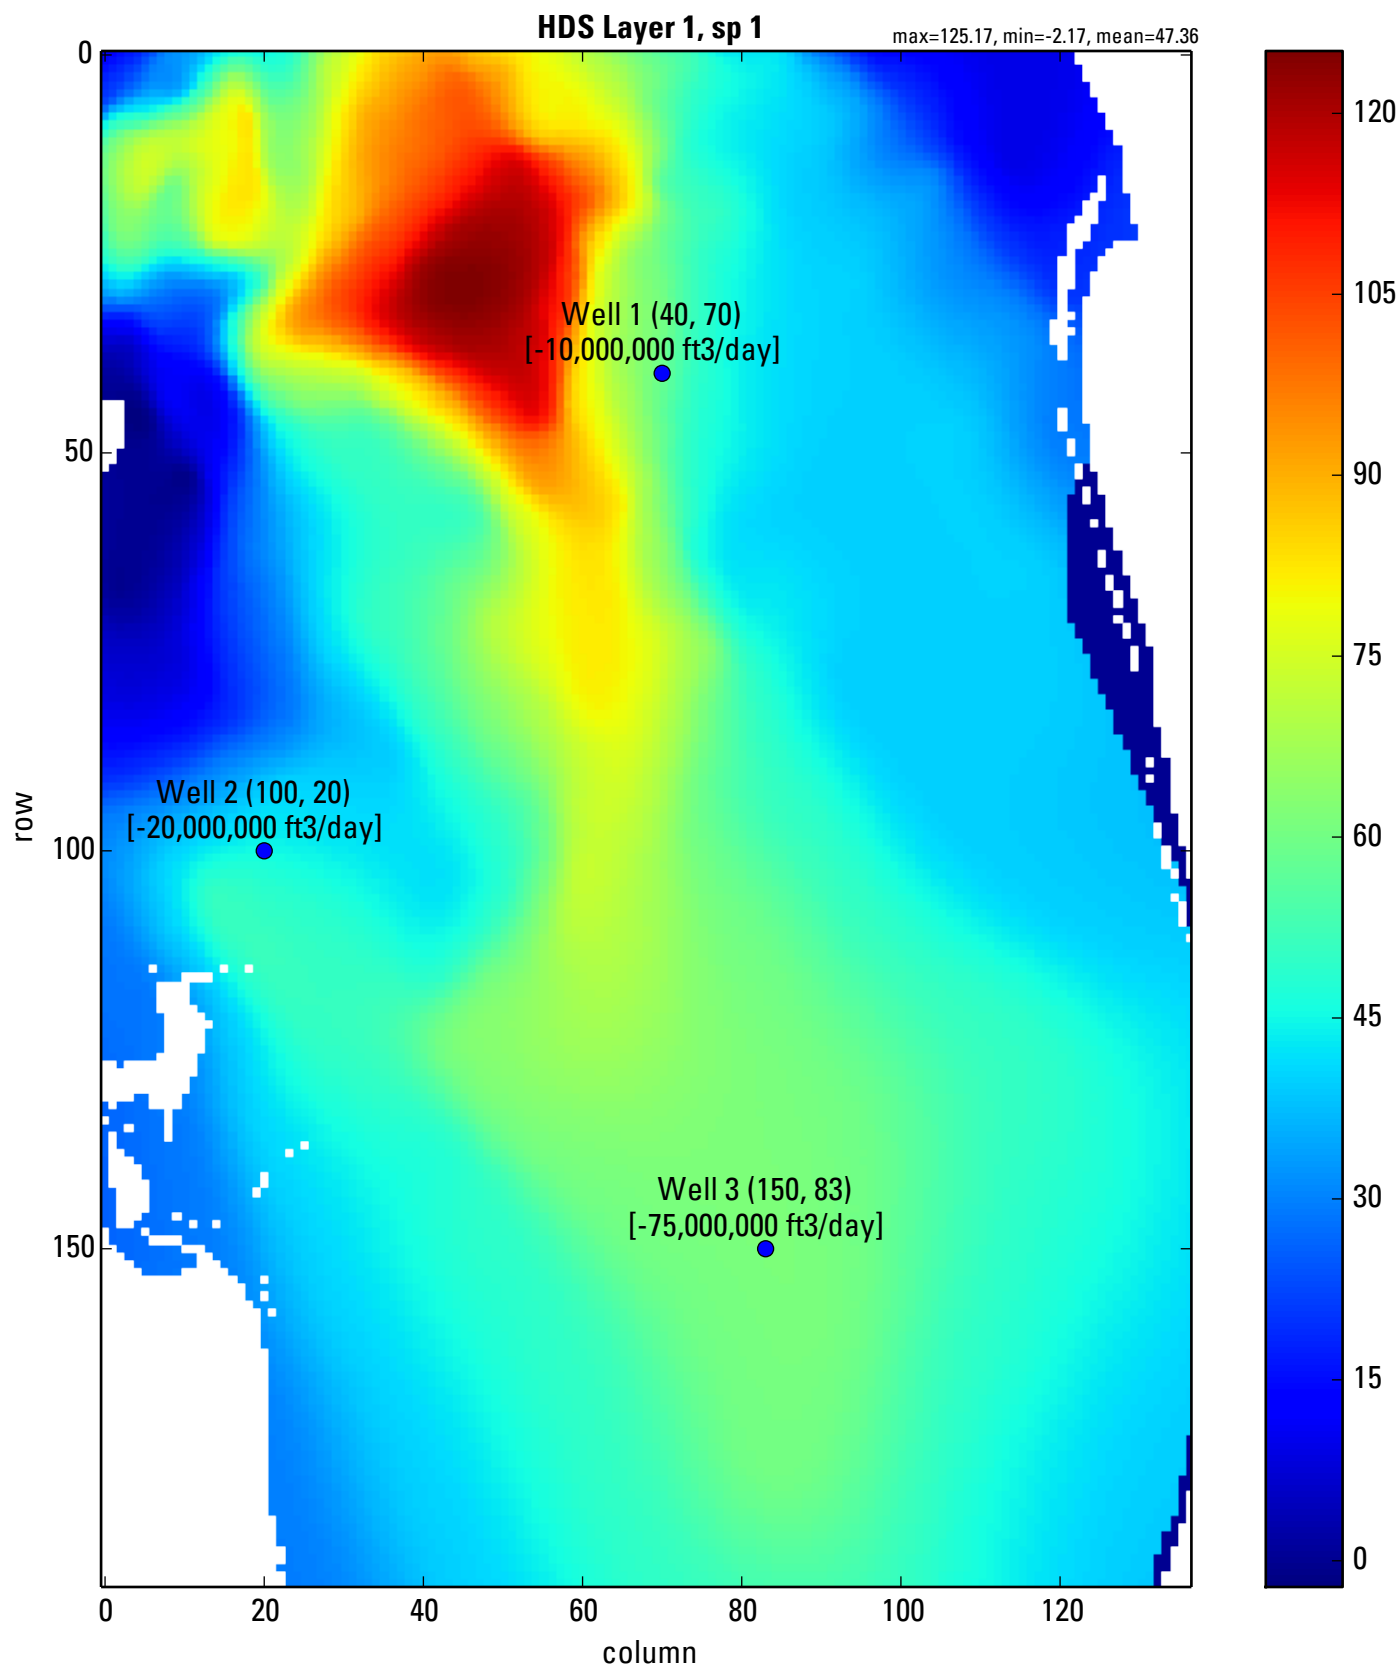 HDS Layer 1, sp 1
max=125.17, min=-2.17, mean=47.36
0
50
100
150
row
Well 1 (40, 70)
[-10,000,000 ft3/day]
Well 2 (100, 20)
[-20,000,000 ft3/day]
Well 3 (150, 83)
[-75,000,000 ft3/day]
0 20 40 60 80 100 120
column
120
105
90
75
60
45
30
15
0